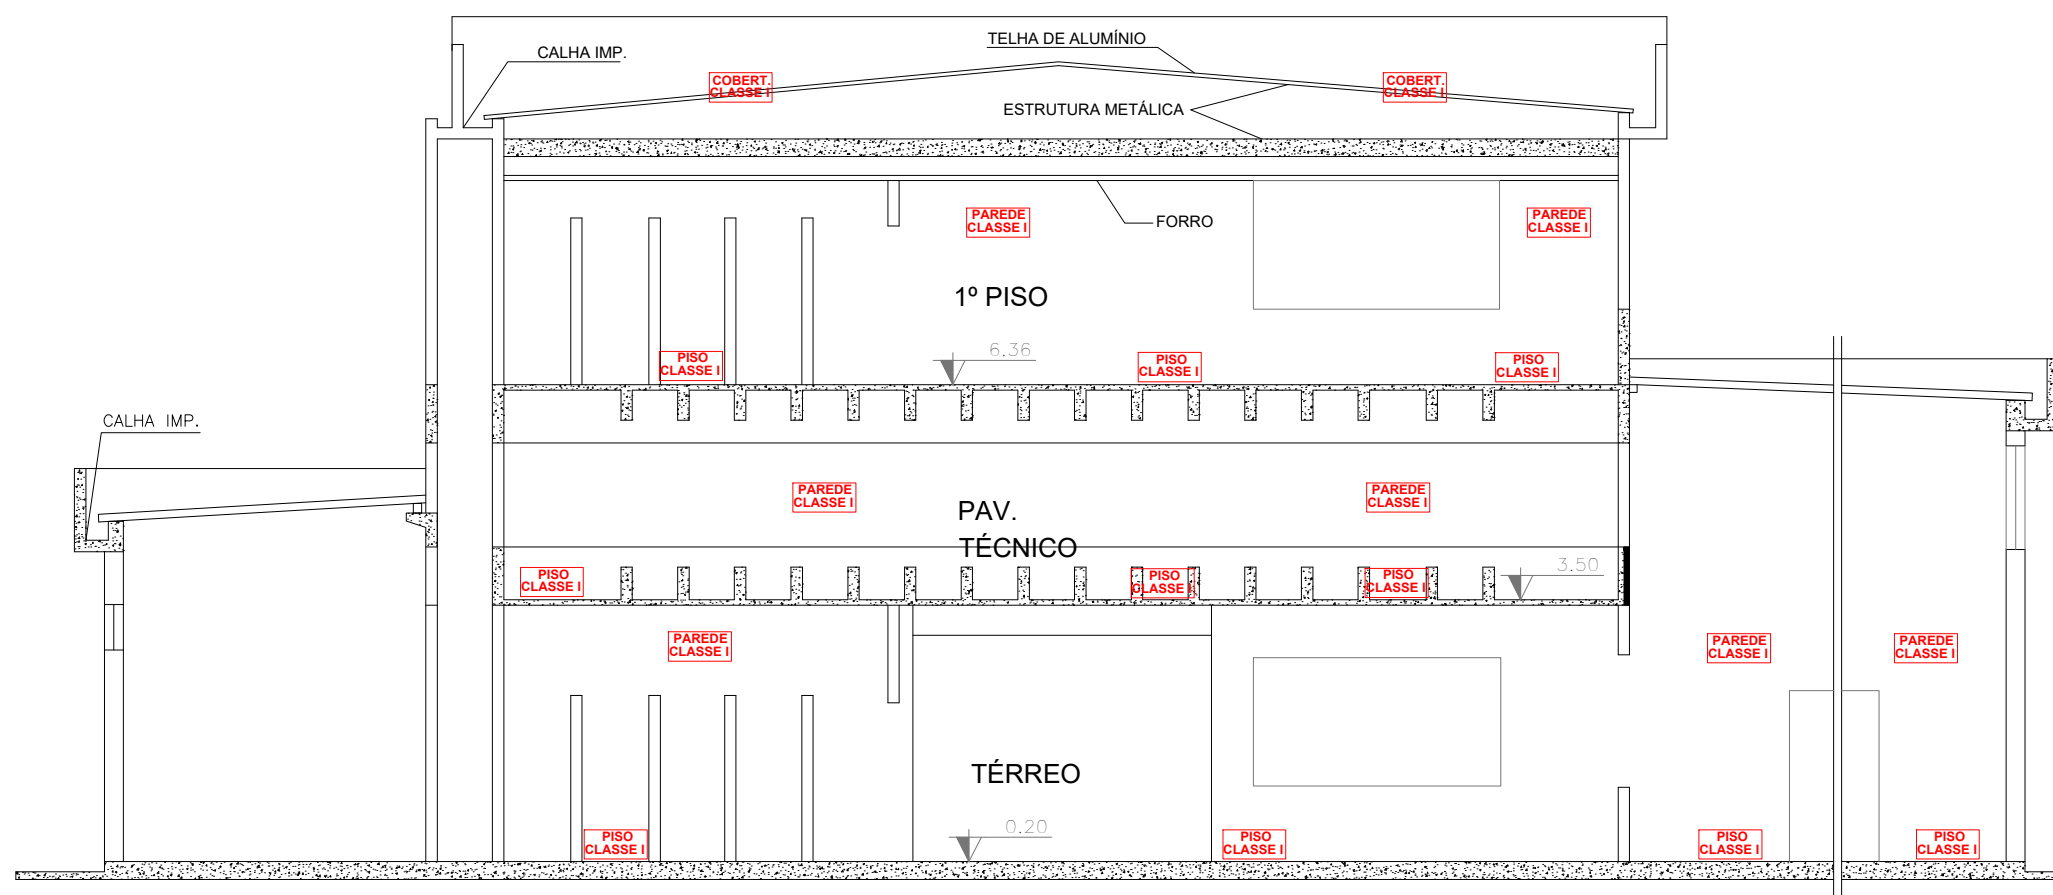 TELHA DE ALUMÍNIO
CALHA IMP.
COBERT.
CLASSE I
COBERT.
CLASSE I
ESTRUTURA METÁLICA
PAREDE
CLASSE I
FORRO
PAREDE
CLASSE I
1º PISO
6.36
PISO
CLASSE I
PISO
CLASSE I
PISO
CLASSE I
CALHA IMP.
PAREDE
CLASSE I
PAREDE
CLASSE I
PAV.
TÉCNICO
PISO
CLASSE I
PISO
CLASSE I
PISO
CLASSE I
3.50
PAREDE
CLASSE I
PAREDE
CLASSE I
PAREDE
CLASSE I
TÉRREO
0.20
PISO
CLASSE I
PISO
CLASSE I
PISO
CLASSE I
PISO
CLASSE I